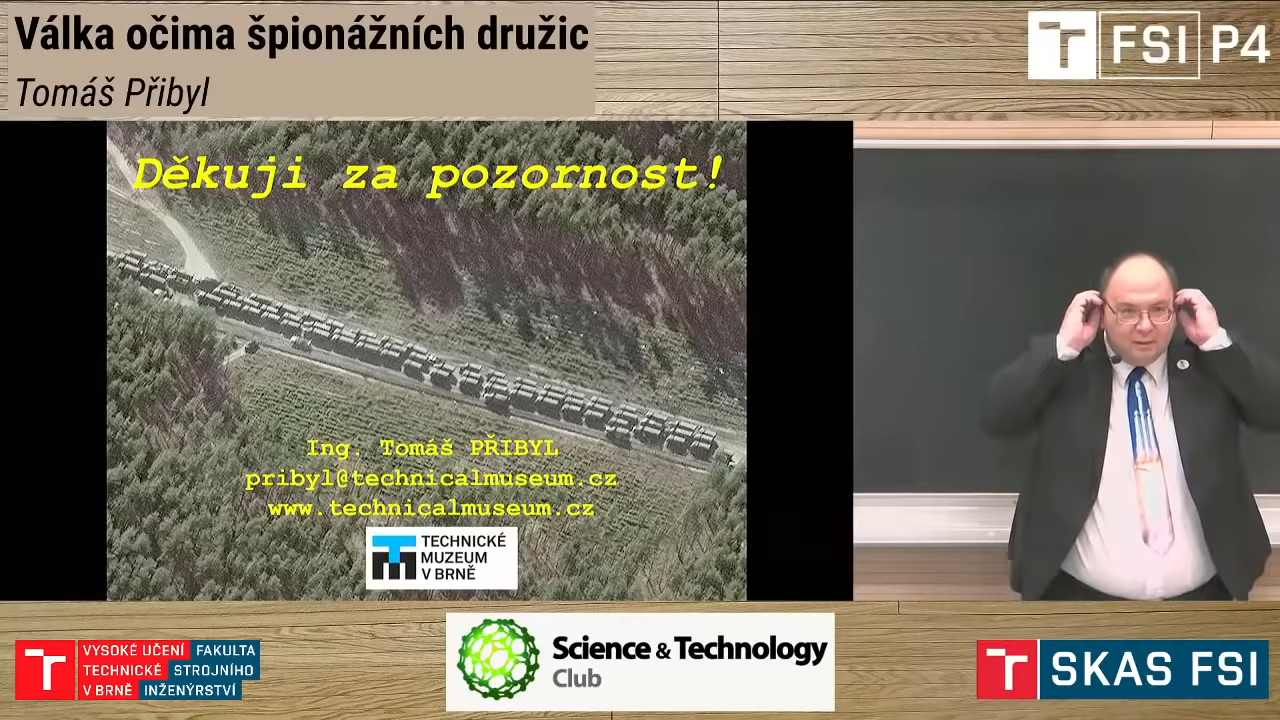 Válka očima špionážních družic
Tomáš Přibyl
FSI P4
Děkuji za pozornost!
Ing. Tomáš PŘIBYL
pribyl@technicalmuseum.cz
www.technicalmuseum.cz
TECHNICKÉ
MUZEUM
V BRNĚ
VYSOKÉ UČENÍ FAKULTA
TECHNICKÉ STROJNÍHO
V BRNĚ INŽENÝRSTVÍ
Science & Technology
Club
SKAS FSI